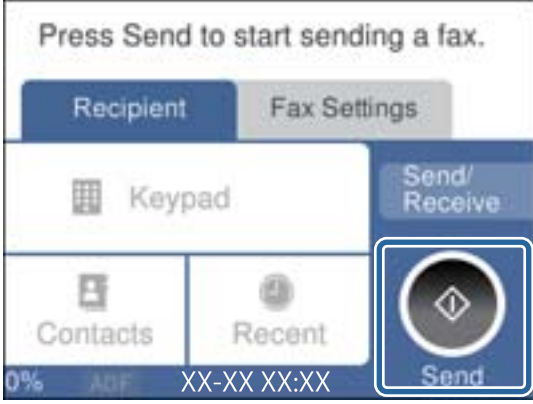 Press Send to start sending a fax.
Recipient
Fax Settings
Keypad
Send/
Receive
Contacts
Recent
Send
0%
ADF
XX-XX XX:XX